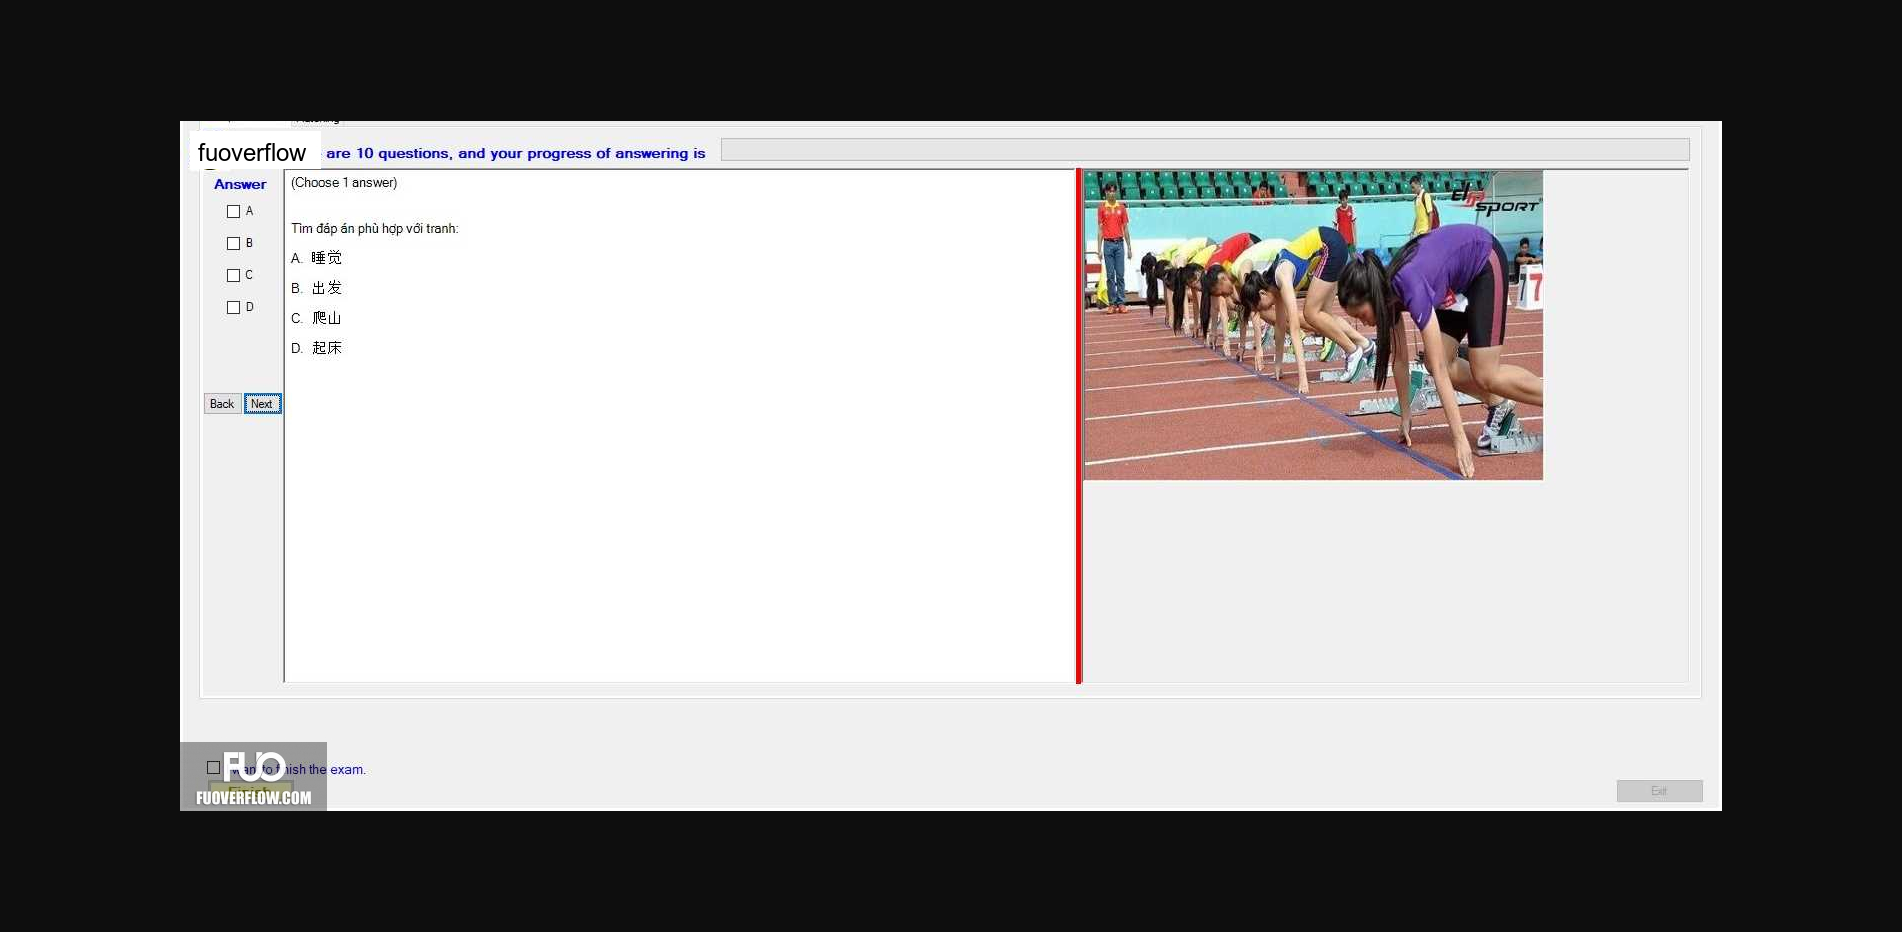 fuoverflow are 10 questions, and your progress of answering is
Answer
A
B
C
D
Back Next
(Choose 1 answer)
Tìm đáp án phù hợp với tranh:
A. 睡觉
B. 出发
C. 爬山
D. 起床
SPORT
7
FUO
FUOVERFLOW.COM
finish the exam.
Finish
Exit